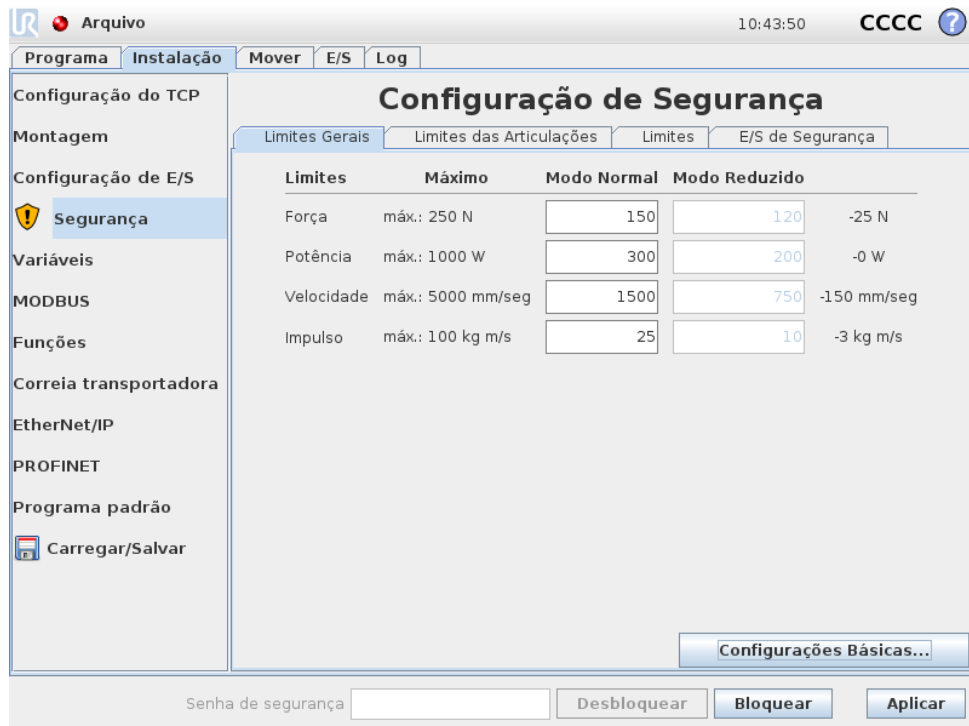 UR Arquivo 10:43:50 CCCC ?
Programa Instalação Mover E/S Log
Configuração do TCP
Montagem
Configuração de E/S
Segurança
Variáveis
MODBUS
Funções
Correia transportadora
EtherNet/IP
PROFINET
Programa padrão
Carregar/Salvar
Configuração de Segurança
Limites Gerais Limites das Articulações Limites E/S de Segurança
Limites Máximo Modo Normal Modo Reduzido
Força máx.: 250 N 150 120 -25 N
Potência máx.: 1000 W 300 200 -0 W
Velocidade máx.: 5000 mm/seg 1500 750 -150 mm/seg
Impulso máx.: 100 kg m/s 25 10 -3 kg m/s
Configurações Básicas...
Senha de segurança Desbloquear Bloquear Aplicar